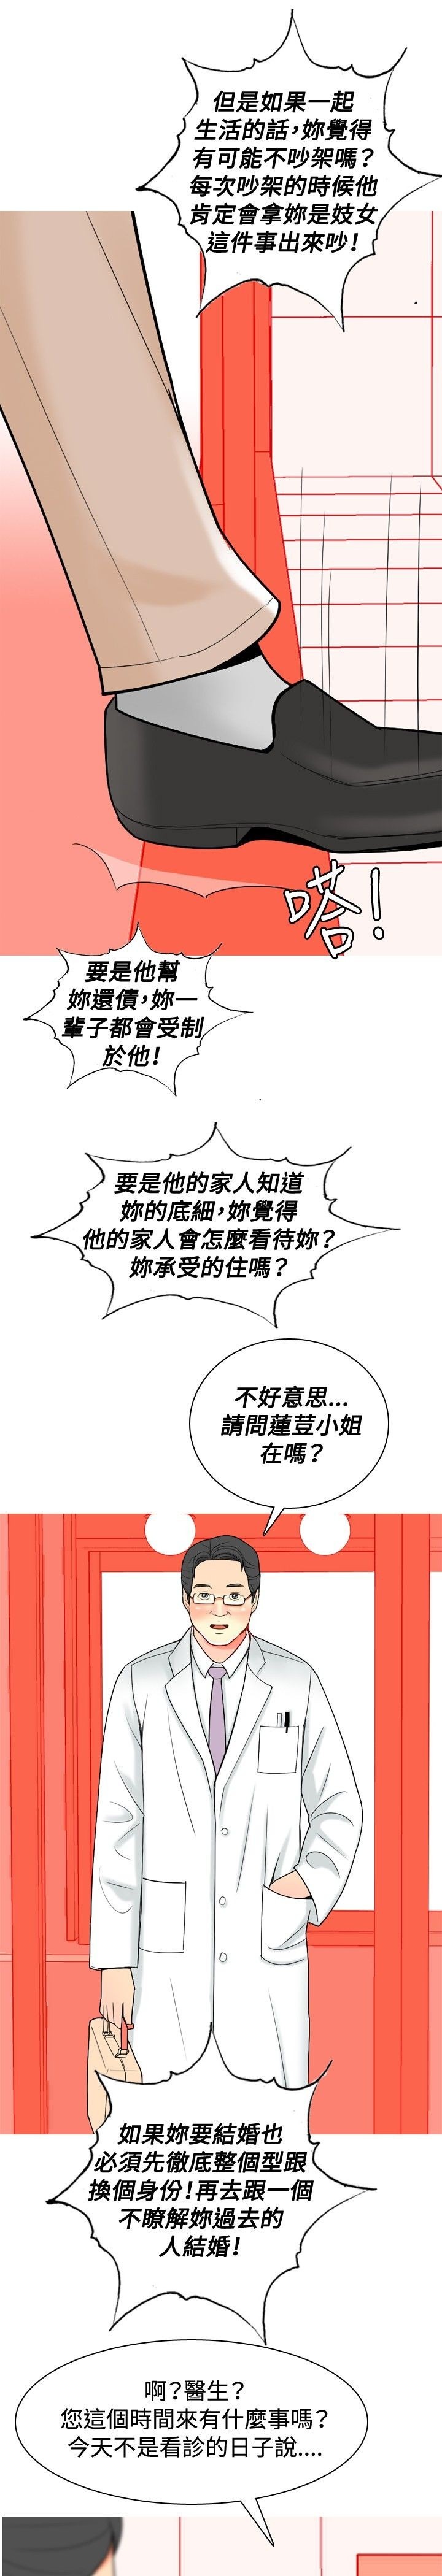 但是如果一起
生活的話，妳覺得
有可能不吵架嗎？
每次吵架的時候他
肯定會拿妳是妓女
這件事出來吵！
嗒！
要是他幫
妳還債，妳一
輩子都會受制
於他！
要是他的家人知道
妳的底細，妳覺得
他的家人會怎麼看待妳？
妳承受的住嗎？
不好意思...
請問蓮荳小姐
在嗎？
如果妳要結婚也
必須先徹底整個型跟
換個身份！再去跟一個
不瞭解妳過去的
人結婚！
啊？醫生？
您這個時間來有什麼事嗎？
今天不是看診的日子說....